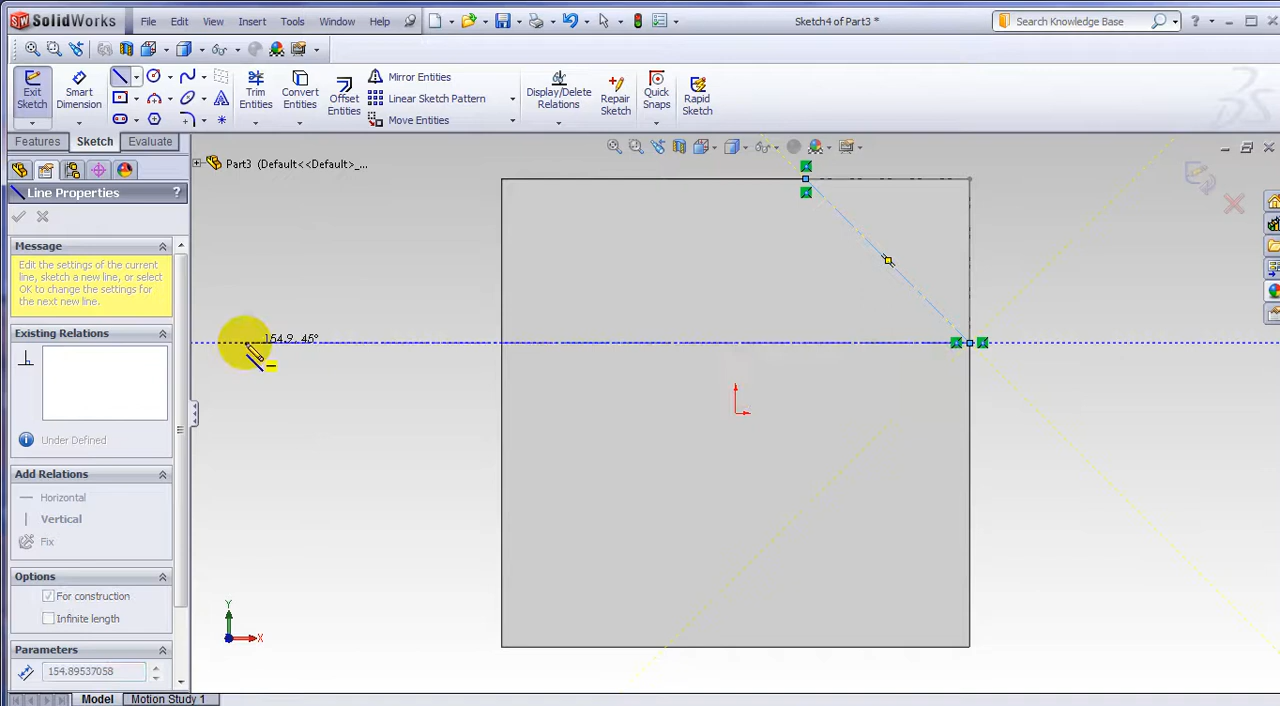 SolidWorks File Edit View Insert Tools Window Help Sketch4 of Part3 * Search Knowledge Base ?
Exit Sketch
Smart Dimension
Trim Entities
Convert Entities
Offset Entities
Mirror Entities
Linear Sketch Pattern
Move Entities
Display/Delete Relations
Repair Sketch
Quick Snaps
Rapid Sketch
Features Sketch Evaluate
Part3 (Default<<Default>_...
Line Properties ?
Message
Edit the settings of the current
line, sketch a new line, or select
OK to change the settings for
the next new line.
Existing Relations
154.9, 45°
Under Defined
Add Relations
Horizontal
Vertical
Fix
Options
For construction
Infinite length
Parameters
154.89537058
Y
X
Model Motion Study 1